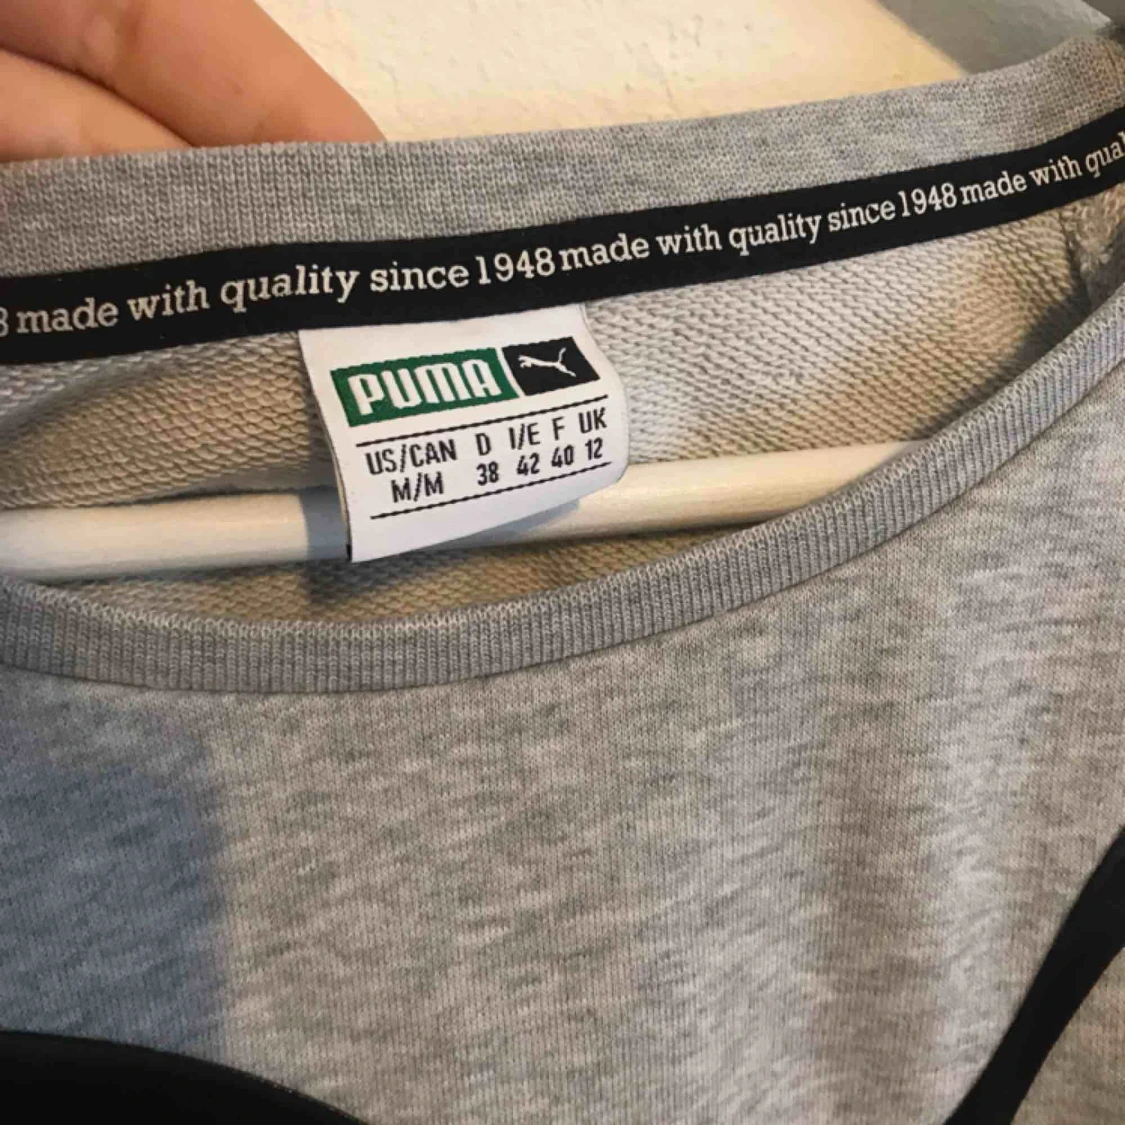 8 made with quality since 1948 made with quality since 1948 made with qual
PUMA
US/CAN D I/E F UK
M/M 38 42 40 12